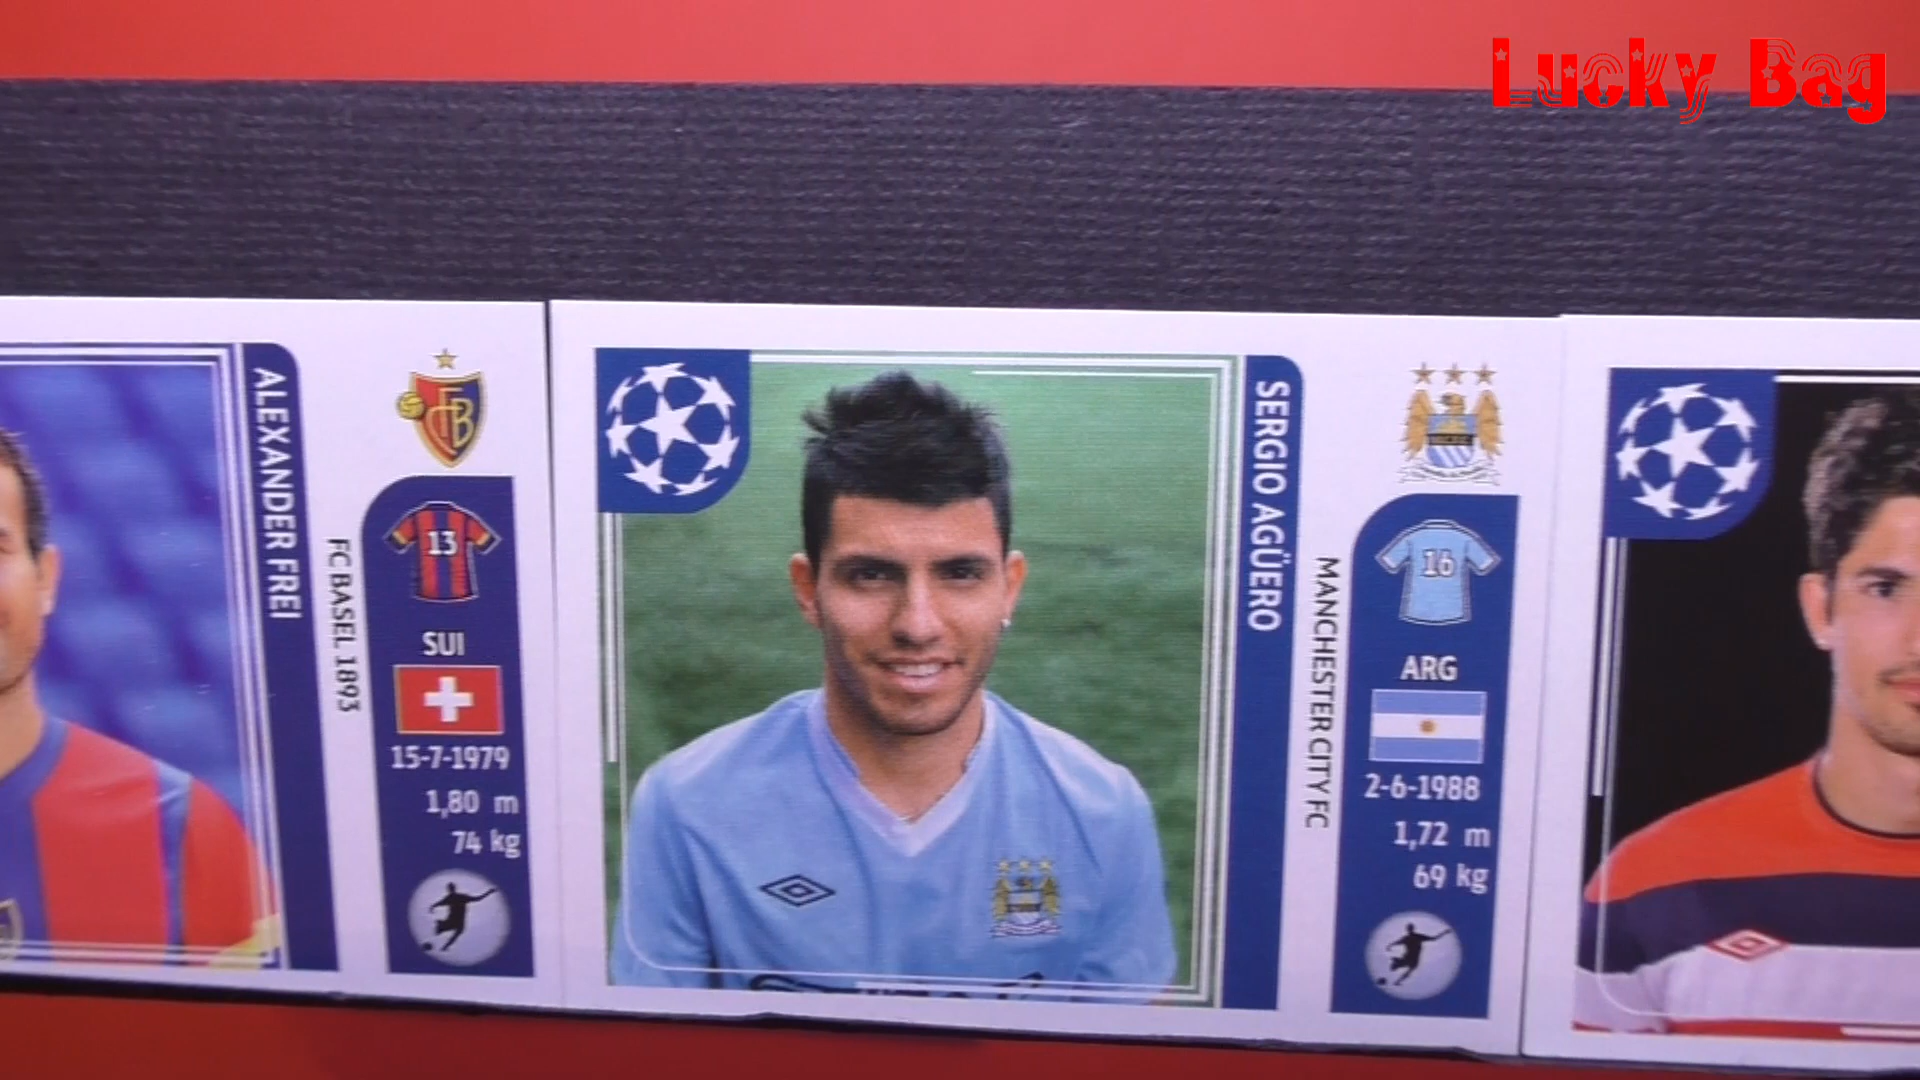 Lucky Bag
ALEXANDER FREI
FC BASEL 1893
FCB
13
SUI
15-7-1979
1,80 m
74 kg
SERGIO AGÜERO
MANCHESTER CITY FC
16
ARG
2-6-1988
1,72 m
69 kg